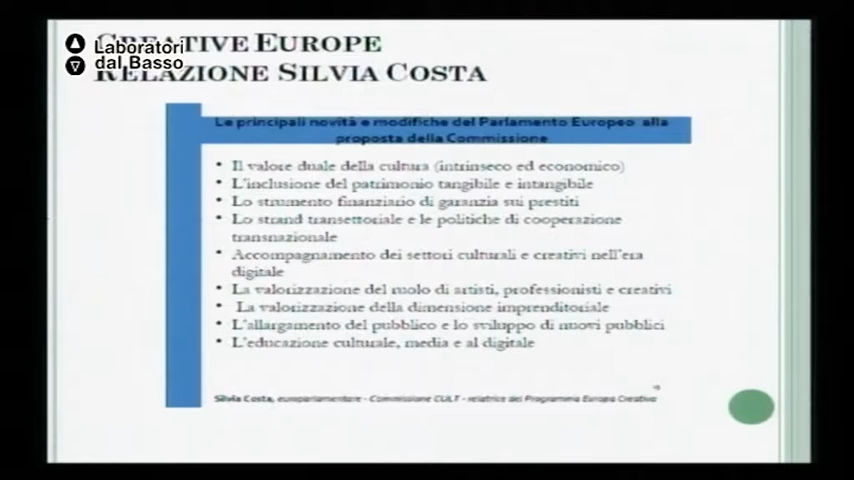 CREATIVE EUROPE
RELAZIONE SILVIA COSTA
Laboratori
dal Basso
Le principali novità e modifiche del Parlamento Europeo alla
proposta della Commissione
• Il valore duale della cultura (intrinseco ed economico)
• L'inclusione del patrimonio tangibile e intangibile
• Lo strumento finanziario di garanzia sui prestiti
• Lo strand transettoriale e le politiche di cooperazione
transnazionale
• Accompagnamento dei settori culturali e creativi nell'era
digitale
• La valorizzazione del ruolo di artisti, professionisti e creativi
• La valorizzazione della dimensione imprenditoriale
• L'allargamento del pubblico e lo sviluppo di nuovi pubblici
• L'educazione culturale, media e al digitale
Silvia Costa, europarlamentare - Commissione CULT - relatrice del Programma Europa Creativa